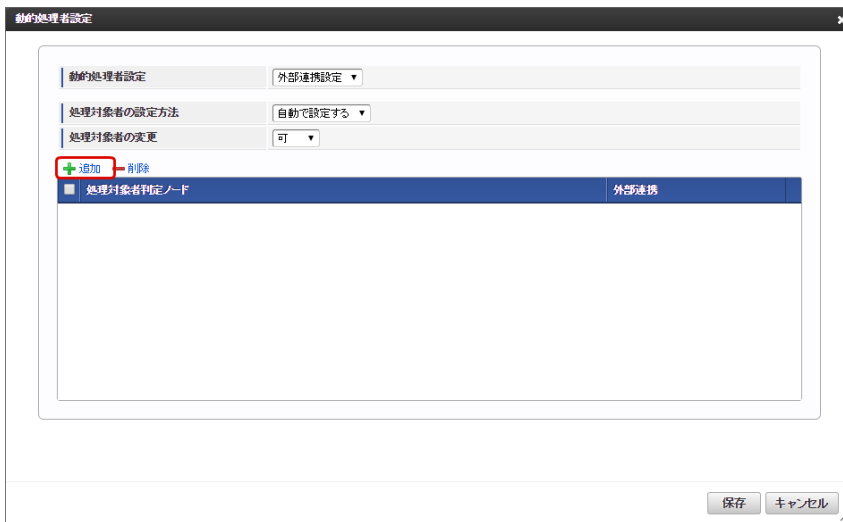 動的処理者設定
動的処理者設定 外部連携設定
処理対象者の設定方法 自動で設定する
処理対象者の変更 可
追加 削除
処理対象者判定ノード 外部連携
保存 キャンセル